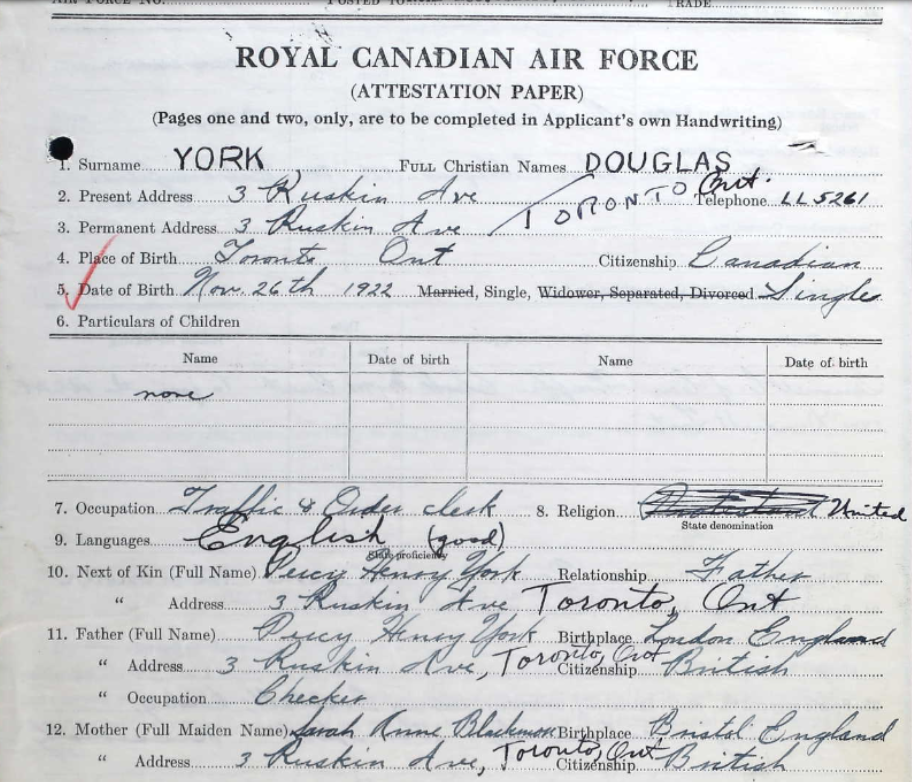 AIR FORCE NO. POSTED TO TRADE
ROYAL CANADIAN AIR FORCE
(ATTESTATION PAPER)
(Pages one and two, only, are to be completed in Applicant's own Handwriting)
1. Surname YORK Full Christian Names DOUGLAS
2. Present Address 3 Ruskin Ave TORONTO Ont. Telephone LL5261
3. Permanent Address 3 Ruskin Ave
4. Place of Birth Toronto Ont Citizenship Canadian
5. Date of Birth Nov. 26th 1922 Married, Single, Widower, Separated, Divorced Single
6. Particulars of Children
Name Date of birth Name Date of birth
none
7. Occupation Traffic & Order clerk 8. Religion Protestant United
State denomination
9. Languages English (good)
State proficiency
10. Next of Kin (Full Name) Percy Henry York Relationship Father
" Address 3 Ruskin Ave Toronto, Ont
11. Father (Full Name) Percy Henry York Birthplace London England
" Address 3 Ruskin Ave, Toronto, Ont Citizenship British
" Occupation Checker
12. Mother (Full Maiden Name) Sarah Anne Blackmore Birthplace Bristol England
" Address 3 Ruskin Ave, Toronto, Ont Citizenship British